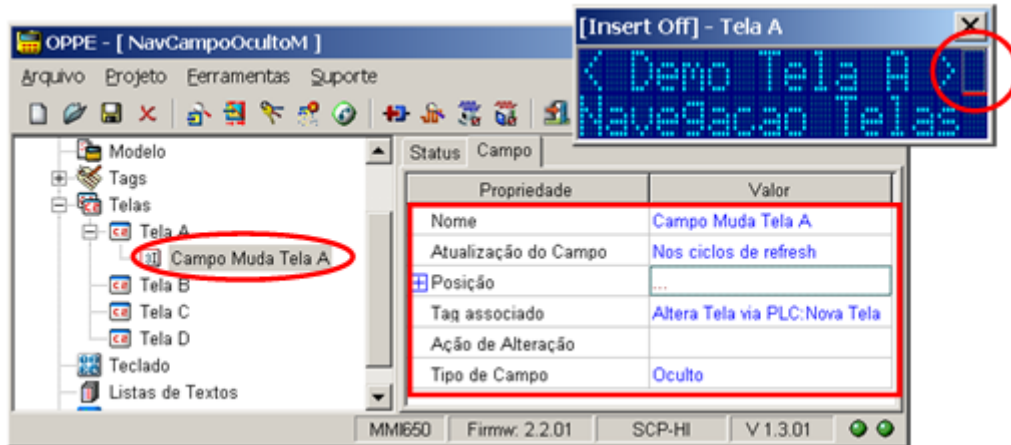 OPPE - [ NavCampoOcultoM ]
[Insert Off] - Tela A
Arquivo Projeto Ferramentas Suporte
< Demo Tela A >
Navegacao Telas
Modelo
Tags
Telas
Tela A
Campo Muda Tela A
Tela B
Tela C
Tela D
Teclado
Listas de Textos
Status Campo
Propriedade Valor
Nome Campo Muda Tela A
Atualização do Campo Nos ciclos de refresh
Posição ...
Tag associado Altera Tela via PLC:Nova Tela
Ação de Alteração
Tipo de Campo Oculto
MMI650 Firmw: 2.2.01 SCP-HI V 1.3.01